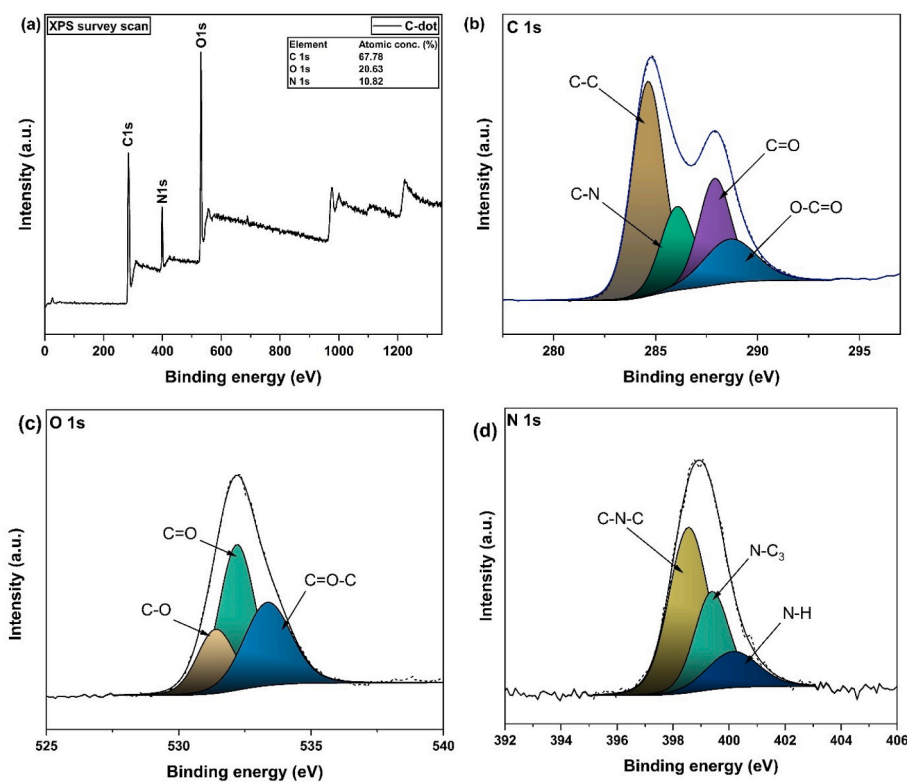 (a)
XPS survey scan
C-dot
Element Atomic conc. (%)
C 1s 67.78
O 1s 20.63
N 1s 10.82
C1s
N1s
O1s
Intensity (a.u.)
0 200 400 600 800 1000 1200
Binding energy (eV)
(b)
C 1s
C-C
C-N
C=O
O-C=O
Intensity (a.u.)
280 285 290 295
Binding energy (eV)
(c)
O 1s
C=O
C-O
C=O-C
Intensity (a.u.)
525 530 535 540
Binding energy (eV)
(d)
N 1s
C-N-C
N-C₃
N-H
Intensity (a.u.)
392 394 396 398 400 402 404 406
Binding energy (eV)